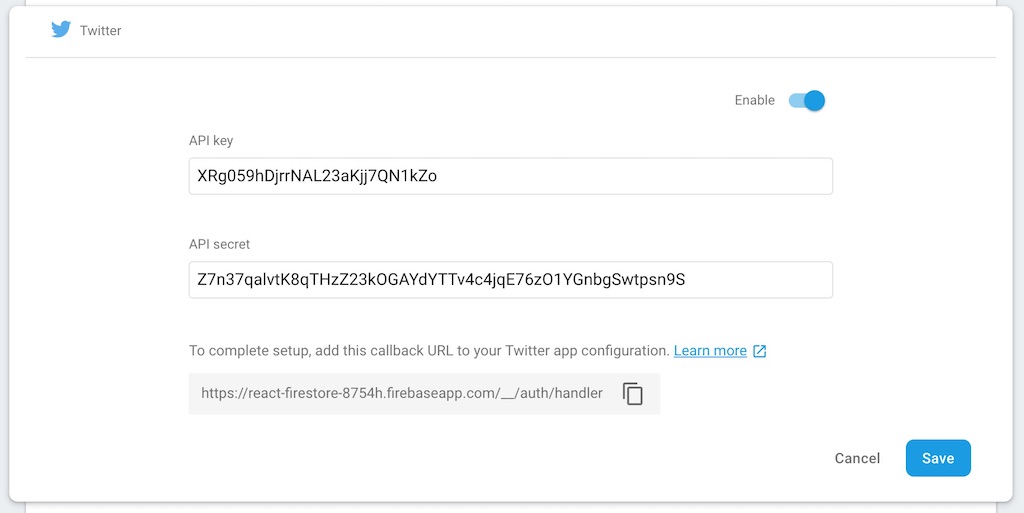 Twitter
Enable
API key
XRg059hDjrrNAL23aKjj7QN1kZo
API secret
Z7n37qalvtK8qTHzZ23kOGAYdYTTv4c4jqE76zO1YGnbgSwtpsn9S
To complete setup, add this callback URL to your Twitter app configuration. Learn more
https://react-firestore-8754h.firebaseapp.com/__/auth/handler
Cancel Save